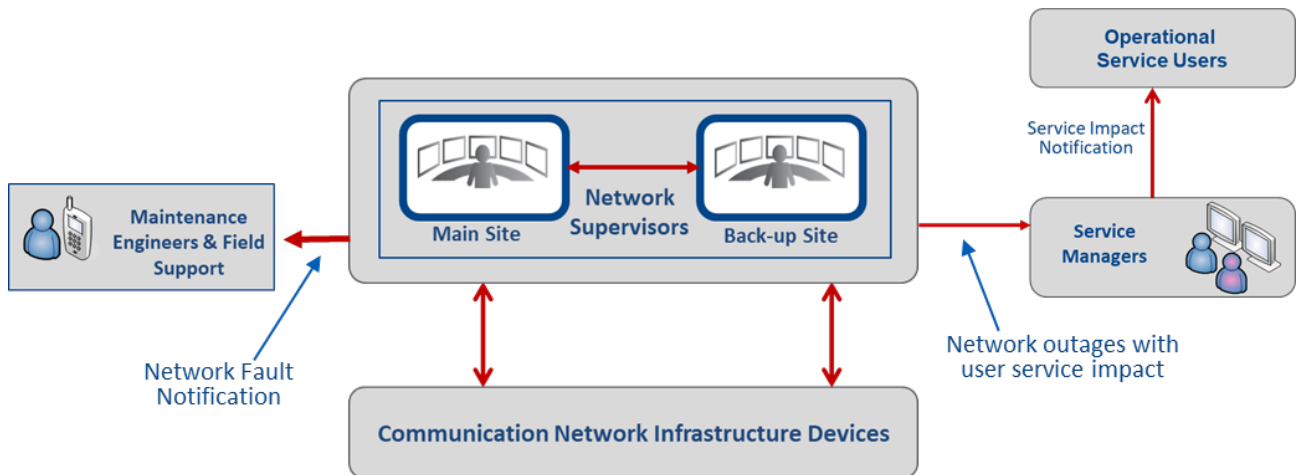 Operational
Service Users
Service Impact
Notification
Network
Supervisors
Main Site
Back-up Site
Maintenance
Engineers & Field
Support
Service
Managers
Network Fault
Notification
Network outages with
user service impact
Communication Network Infrastructure Devices